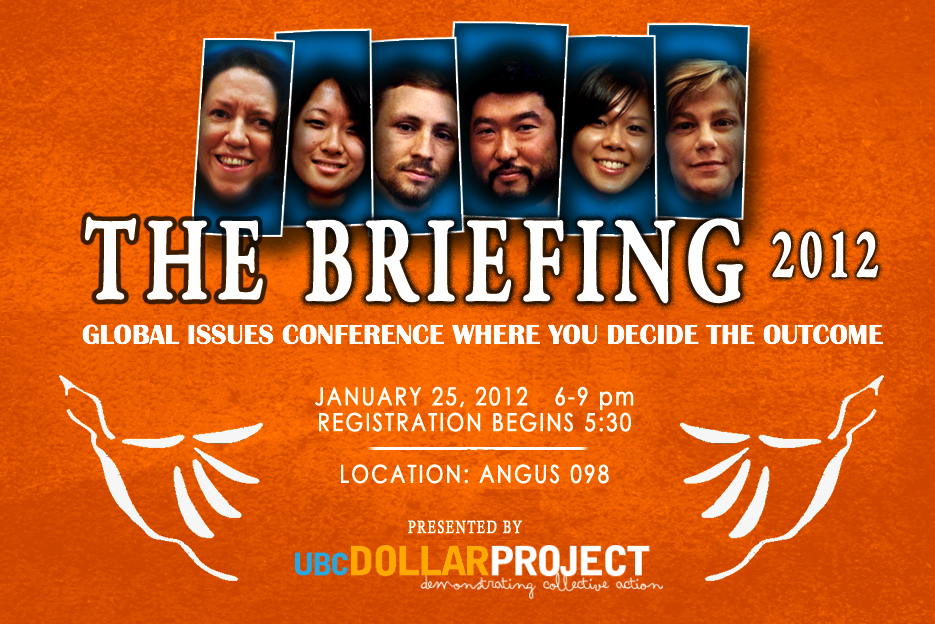 THE BRIEFING 2012
GLOBAL ISSUES CONFERENCE WHERE YOU DECIDE THE OUTCOME
JANUARY 25, 2012 6-9 pm
REGISTRATION BEGINS 5:30
LOCATION: ANGUS 098
PRESENTED BY
UBCDOLLARPROJECT
demonstrating collective action